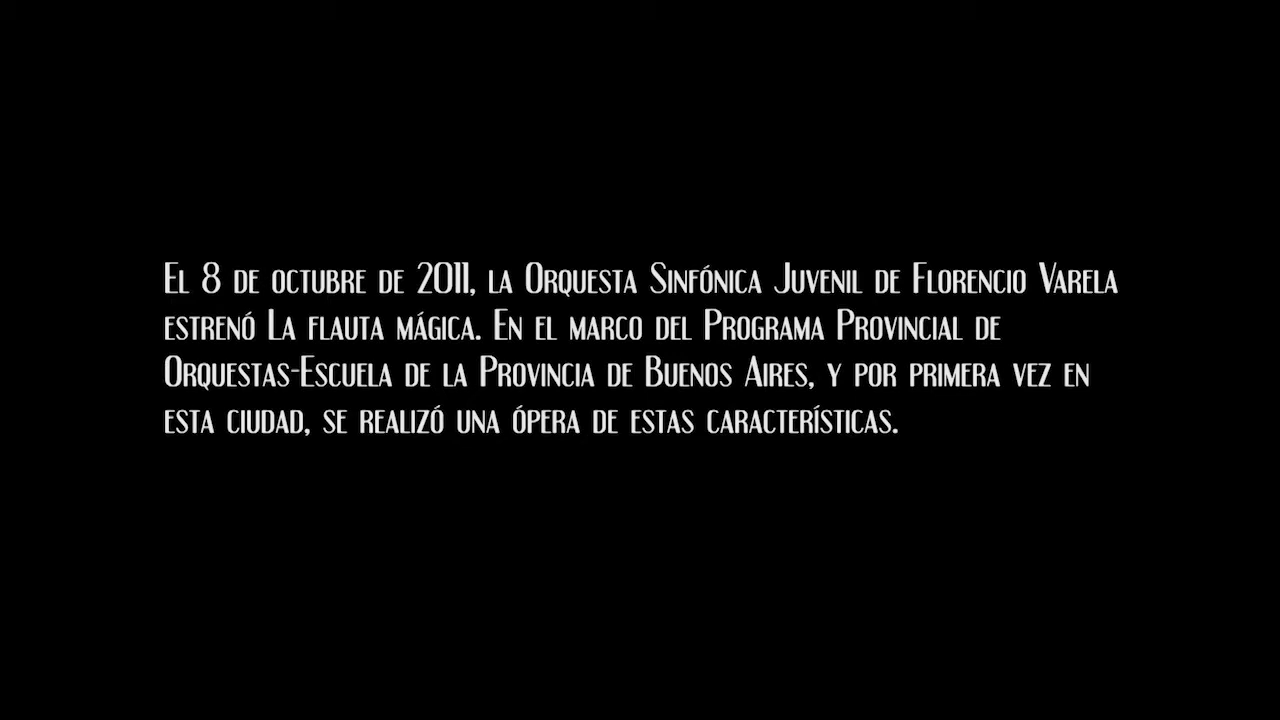 El 8 de octubre de 2011, la Orquesta Sinfónica Juvenil de Florencio Varela
estrenó La flauta mágica. En el marco del Programa Provincial de
Orquestas-Escuela de la Provincia de Buenos Aires, y por primera vez en
esta ciudad, se realizó una ópera de estas características.